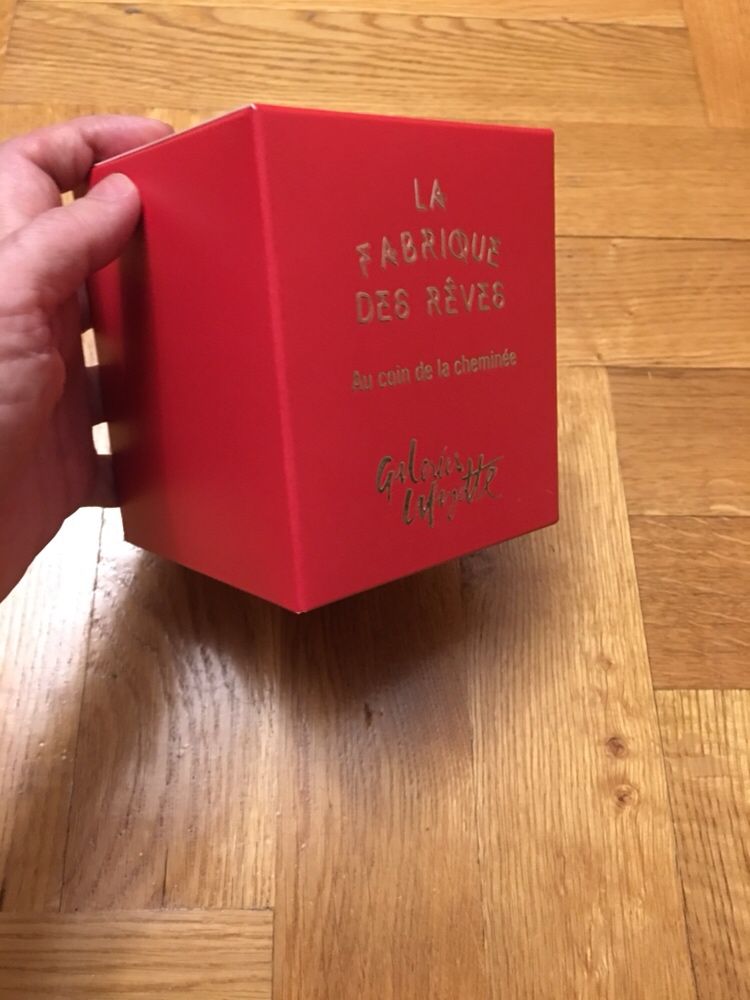 LA
FABRIQUE
DES RÊVES
Au coin de la cheminée
Galeries
Lafayette